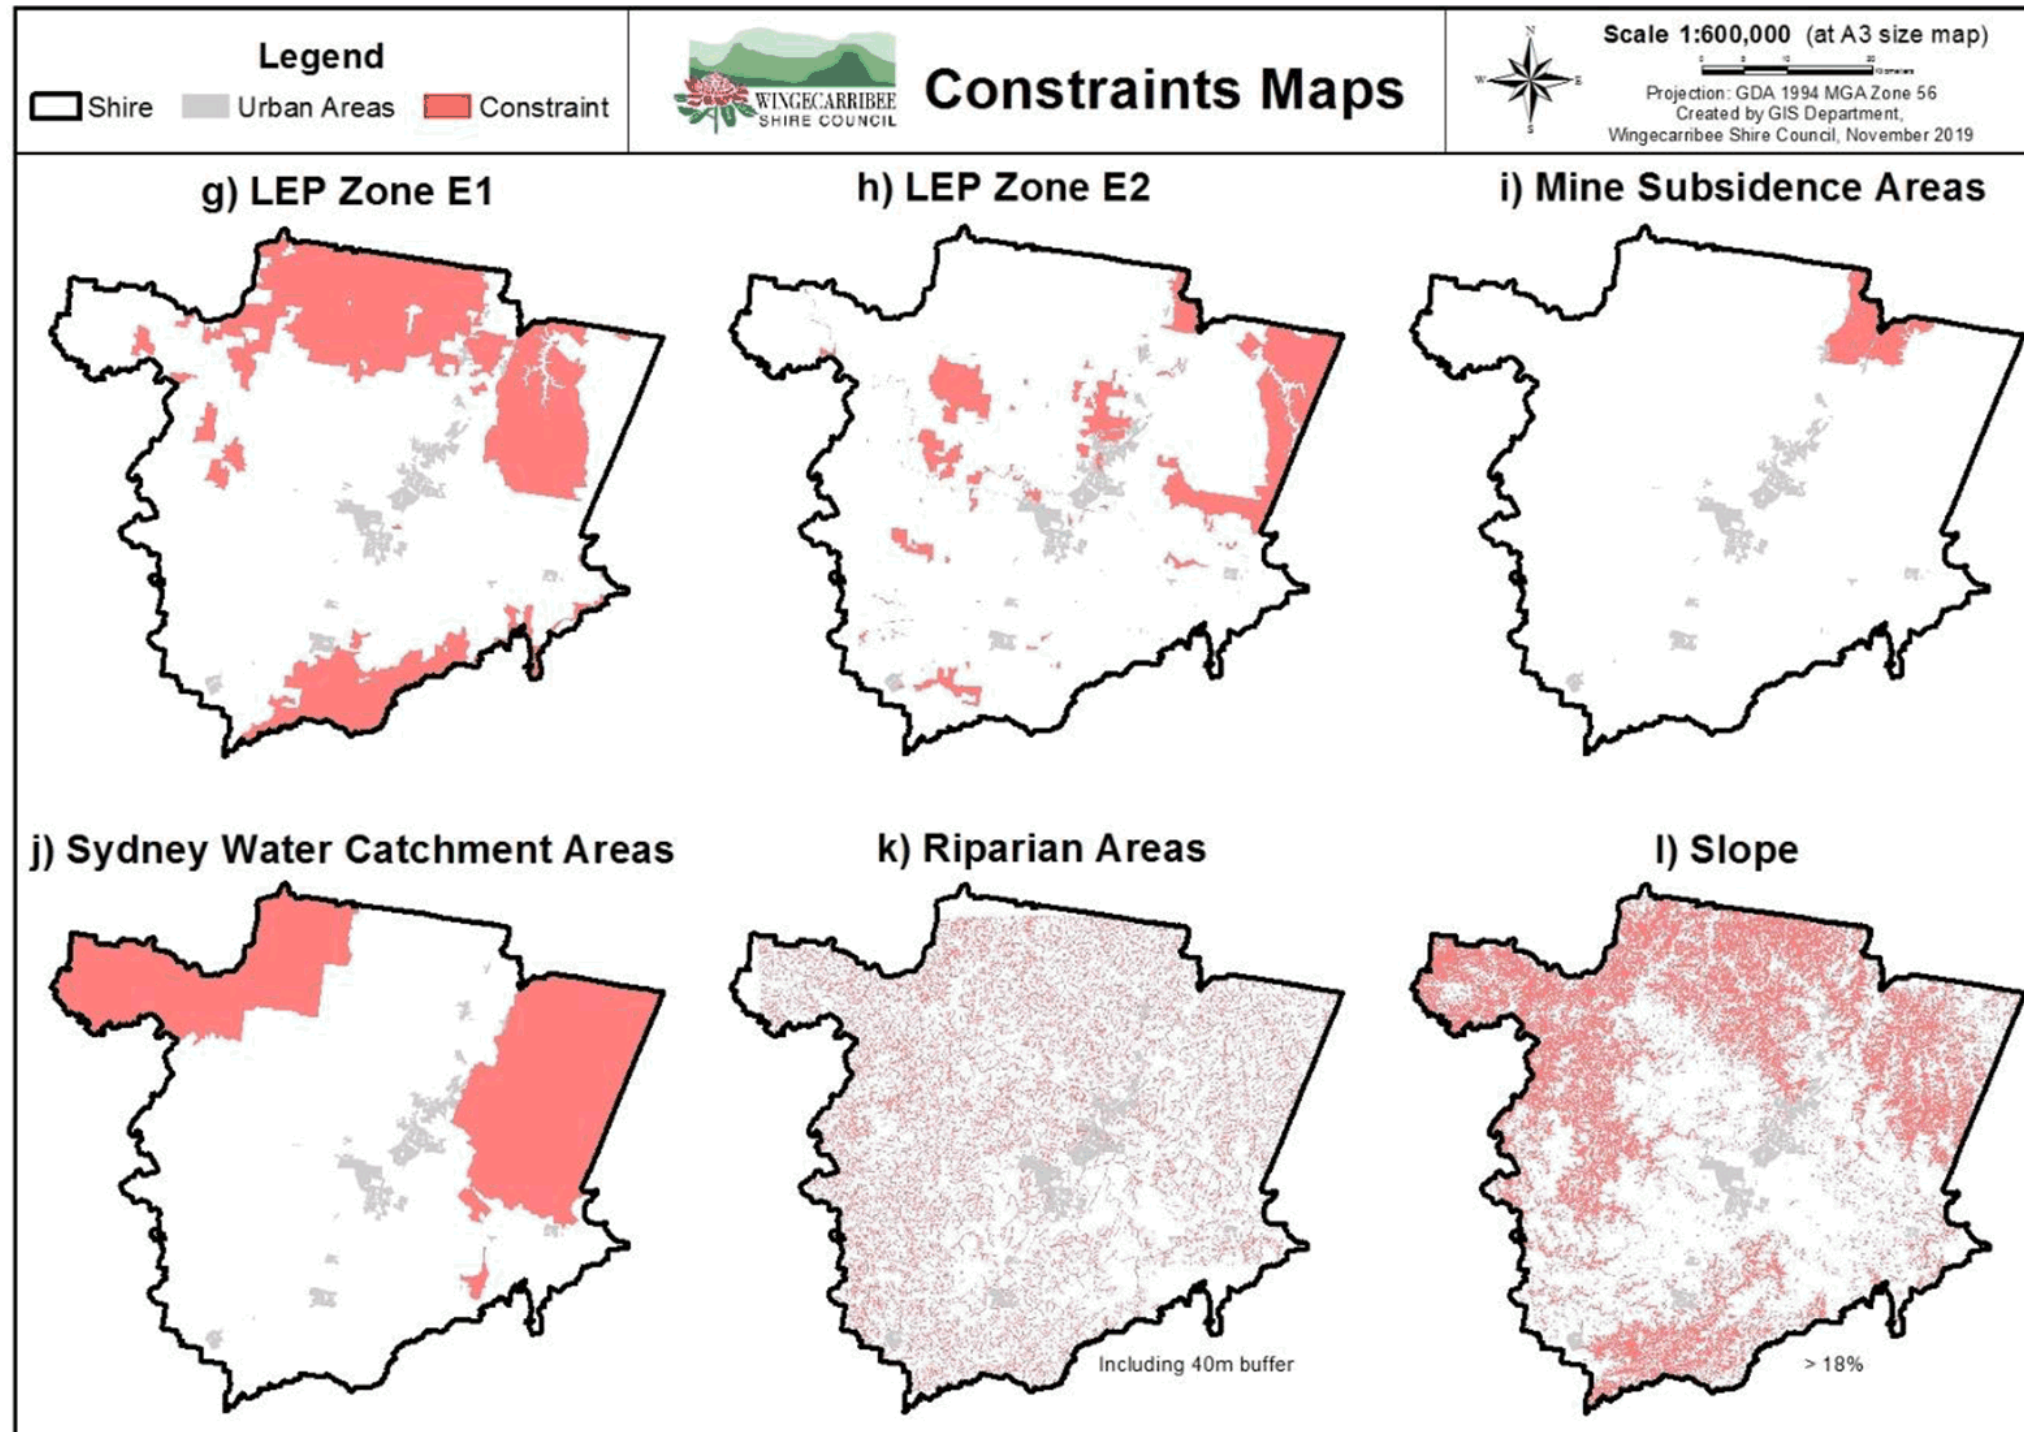 Legend
Shire
Urban Areas
Constraint
WINGECARRIBEE
SHIRE COUNCIL
Constraints Maps
N
W
E
S
Scale 1:600,000 (at A3 size map)
Projection: GDA 1994 MGA Zone 56
Created by GIS Department,
Wingecarribee Shire Council, November 2019
g) LEP Zone E1
h) LEP Zone E2
i) Mine Subsidence Areas
j) Sydney Water Catchment Areas
k) Riparian Areas
l) Slope
Including 40m buffer
> 18%